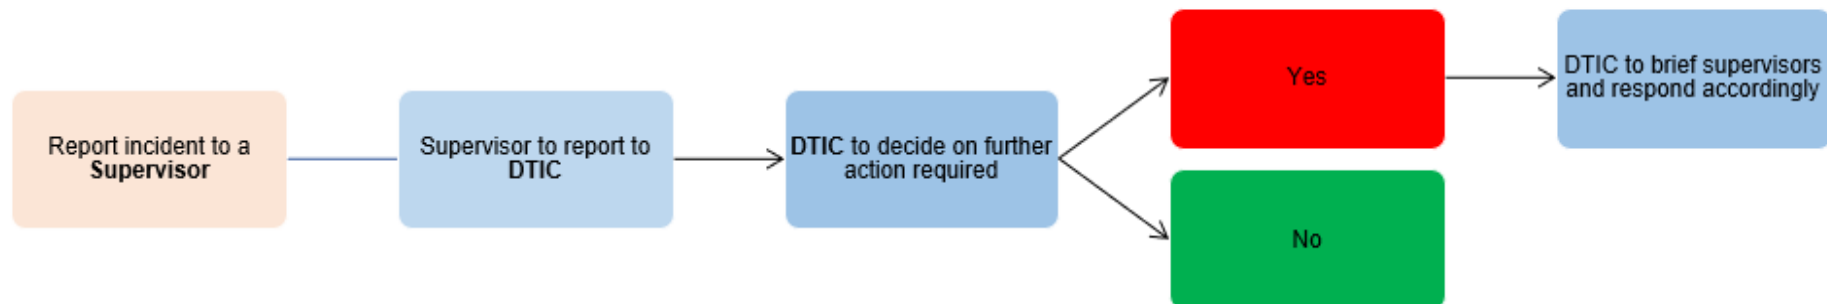 Report incident to a
Supervisor
Supervisor to report to
DTIC
DTIC to decide on further
action required
Yes
No
DTIC to brief supervisors
and respond accordingly